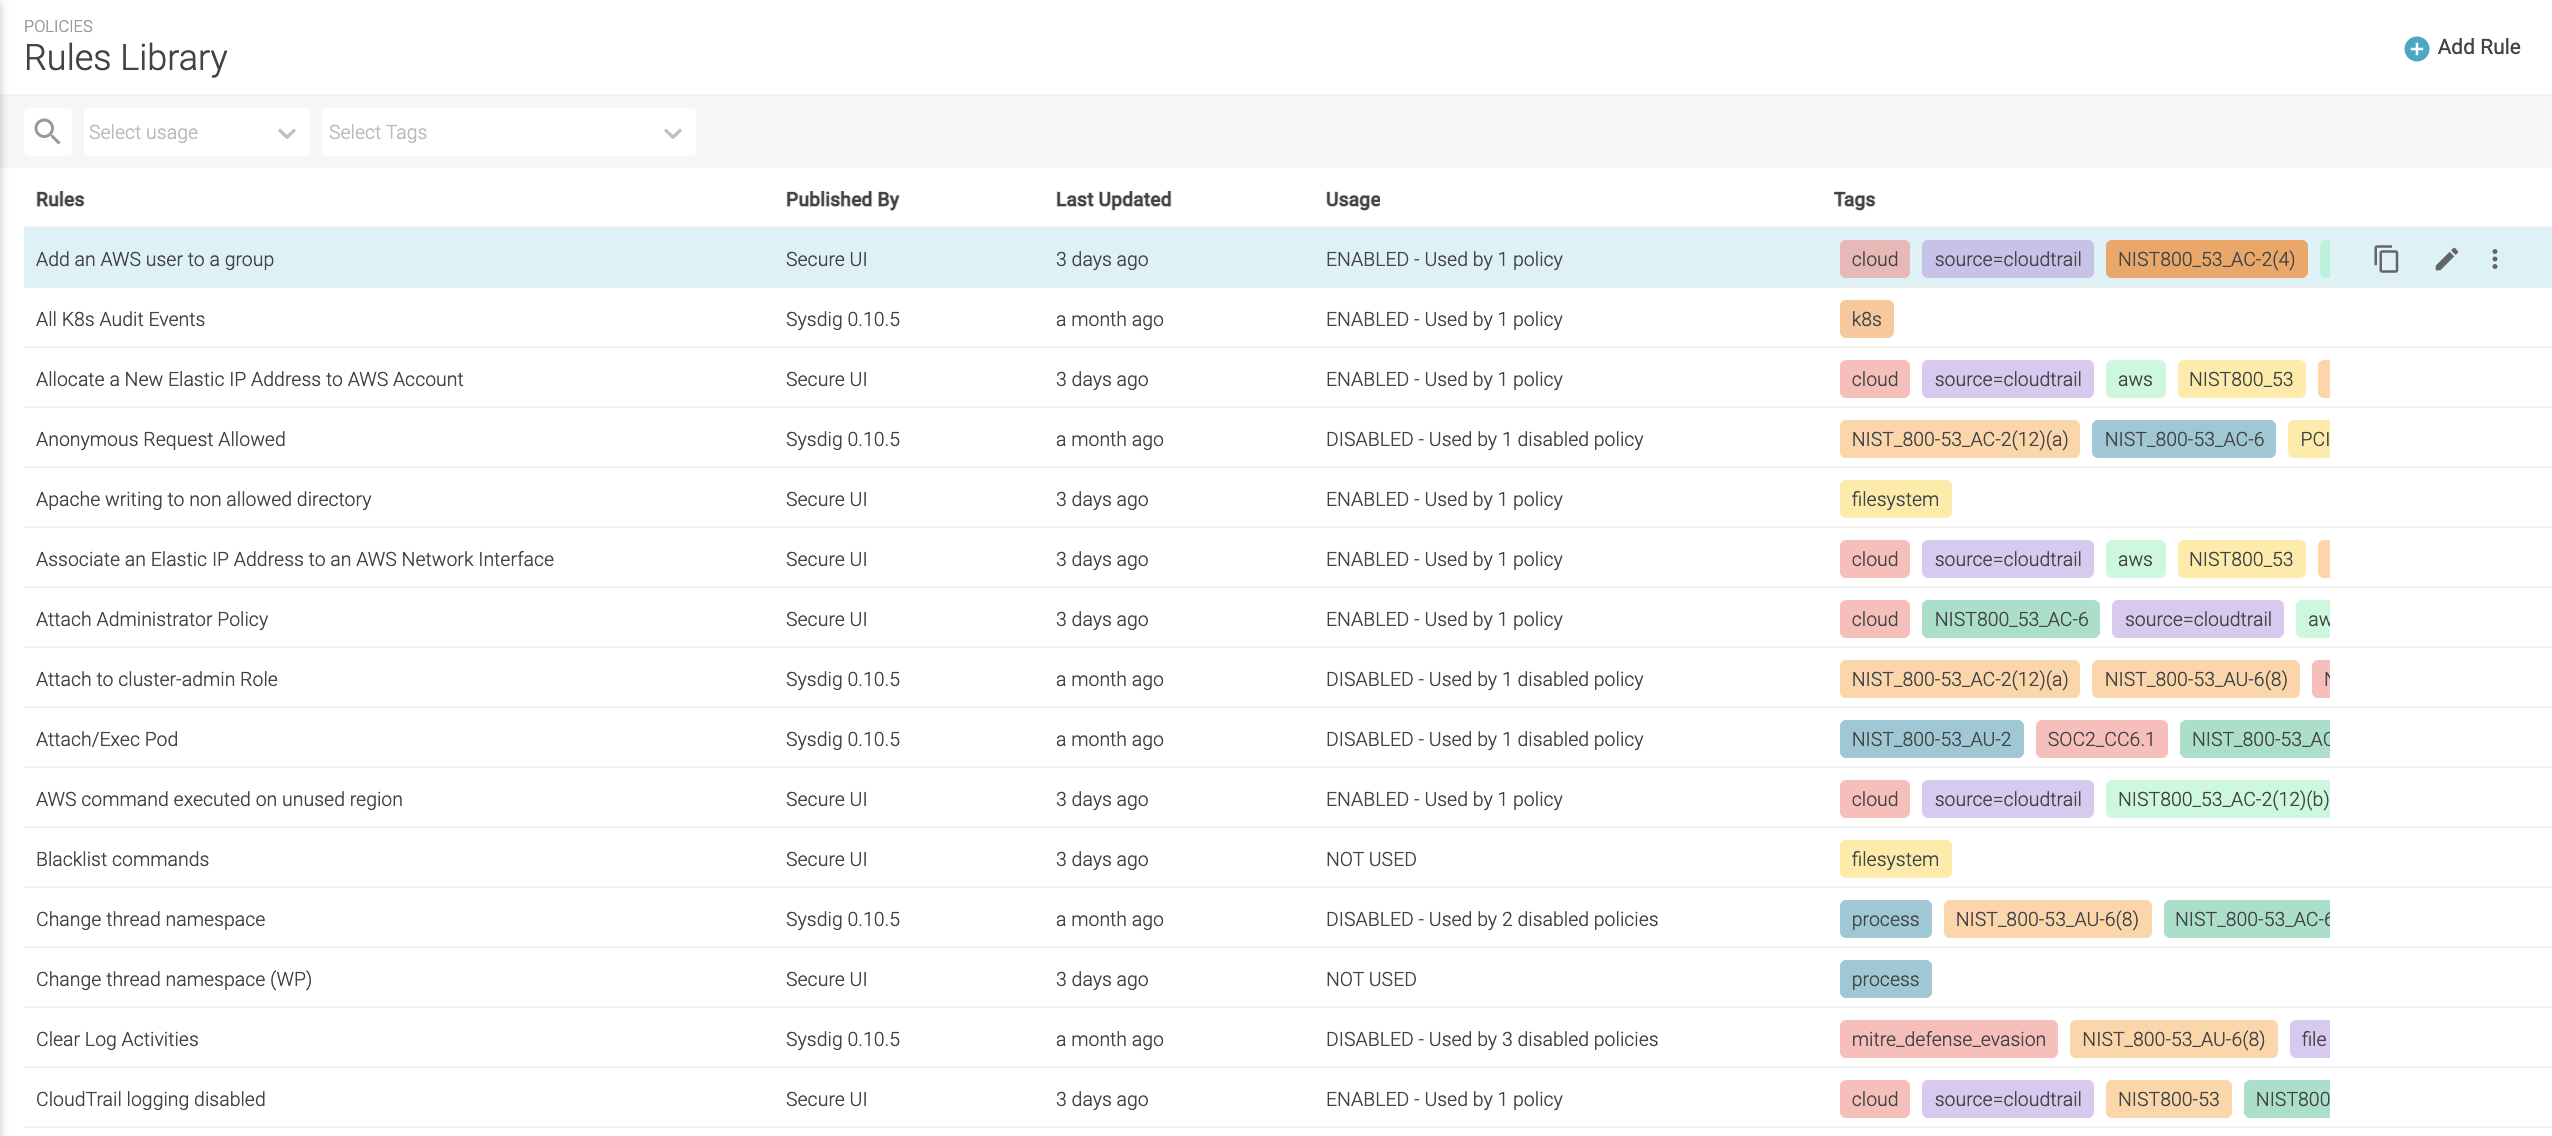 POLICIES
Rules Library
Add Rule
Select usage Select Tags
Rules Published By Last Updated Usage Tags
Add an AWS user to a group Secure UI 3 days ago ENABLED - Used by 1 policy cloud source=cloudtrail NIST800_53_AC-2(4)
All K8s Audit Events Sysdig 0.10.5 a month ago ENABLED - Used by 1 policy k8s
Allocate a New Elastic IP Address to AWS Account Secure UI 3 days ago ENABLED - Used by 1 policy cloud source=cloudtrail aws NIST800_53
Anonymous Request Allowed Sysdig 0.10.5 a month ago DISABLED - Used by 1 disabled policy NIST_800-53_AC-2(12)(a) NIST_800-53_AC-6 PCI
Apache writing to non allowed directory Secure UI 3 days ago ENABLED - Used by 1 policy filesystem
Associate an Elastic IP Address to an AWS Network Interface Secure UI 3 days ago ENABLED - Used by 1 policy cloud source=cloudtrail aws NIST800_53
Attach Administrator Policy Secure UI 3 days ago ENABLED - Used by 1 policy cloud NIST800_53_AC-6 source=cloudtrail aw
Attach to cluster-admin Role Sysdig 0.10.5 a month ago DISABLED - Used by 1 disabled policy NIST_800-53_AC-2(12)(a) NIST_800-53_AU-6(8)
Attach/Exec Pod Sysdig 0.10.5 a month ago DISABLED - Used by 1 disabled policy NIST_800-53_AU-2 SOC2_CC6.1 NIST_800-53_AC
AWS command executed on unused region Secure UI 3 days ago ENABLED - Used by 1 policy cloud source=cloudtrail NIST800_53_AC-2(12)(b)
Blacklist commands Secure UI 3 days ago NOT USED filesystem
Change thread namespace Sysdig 0.10.5 a month ago DISABLED - Used by 2 disabled policies process NIST_800-53_AU-6(8) NIST_800-53_AC-6
Change thread namespace (WP) Secure UI 3 days ago NOT USED process
Clear Log Activities Sysdig 0.10.5 a month ago DISABLED - Used by 3 disabled policies mitre_defense_evasion NIST_800-53_AU-6(8) file
CloudTrail logging disabled Secure UI 3 days ago ENABLED - Used by 1 policy cloud source=cloudtrail NIST800-53 NIST800